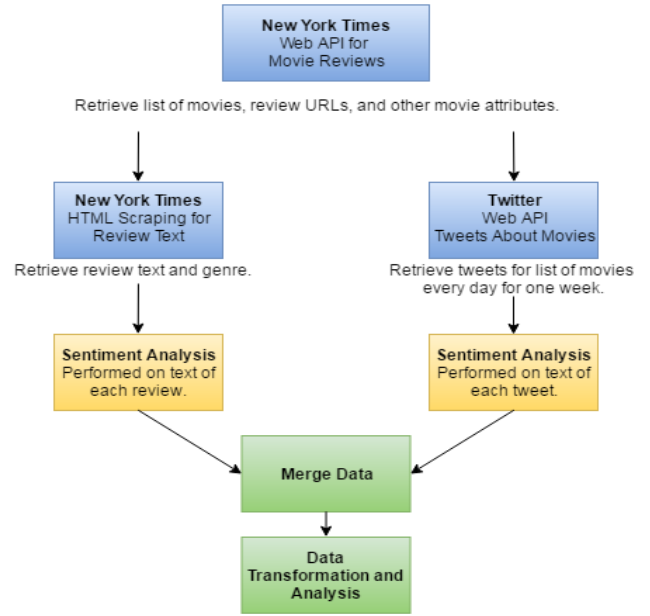 New York Times
Web API for
Movie Reviews
Retrieve list of movies, review URLs, and other movie attributes.
New York Times
HTML Scraping for
Review Text
Retrieve review text and genre.
Twitter
Web API
Tweets About Movies
Retrieve tweets for list of movies
every day for one week.
Sentiment Analysis
Performed on text of
each review.
Sentiment Analysis
Performed on text of
each tweet.
Merge Data
Data
Transformation and
Analysis